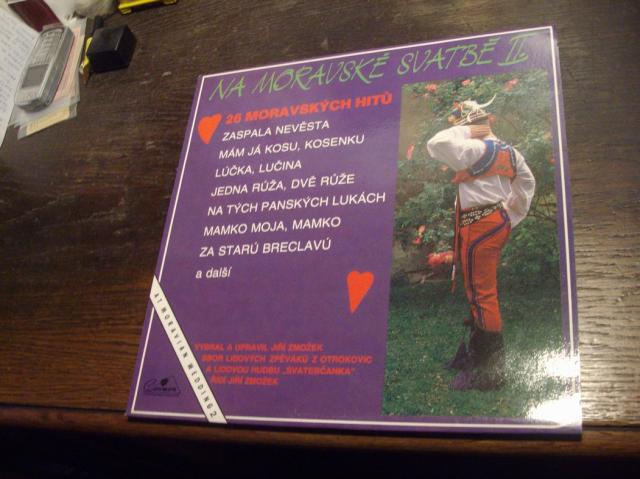 NA MORAVSKÉ SVATBĚ II.
26 MORAVSKÝCH HITŮ
ZASPALA NEVĚSTA
MÁM JÁ KOSU, KOSENKU
LÚČKA, LUČINA
JEDNA RŮŽA, DVĚ RŮŽE
NA TÝCH PANSKÝCH LUKÁCH
MAMKO MOJA, MAMKO
ZA STARÚ BRECLAVÚ
a další
AT MORAVIAN WEDDING 2
VYBRAL A UPRAVIL JIŘÍ ZMOŽEK
SBOR LIDOVÝCH ZPĚVÁKŮ Z OTROKOVIC
A LIDOVOU HUDBU „SVATEBČANKA"
ŘÍDÍ JIŘÍ ZMOŽEK